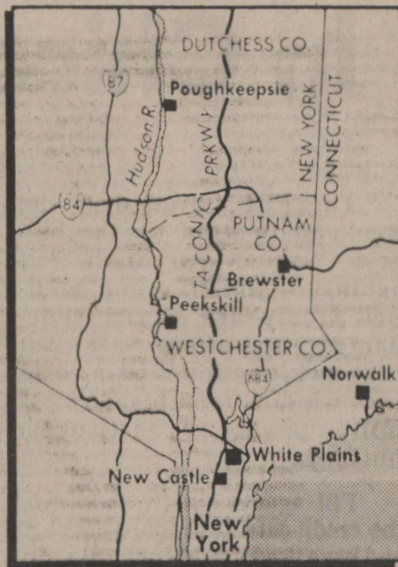 DUTCHESS CO.
87
Poughkeepsie
Hudson R.
TACONIC PRKWY
NEW YORK
CONNECTICUT
84
PUTNAM
CO.
Brewster
Peekskill
WESTCHESTER CO.
684
Norwalk
White Plains
New Castle
New
York